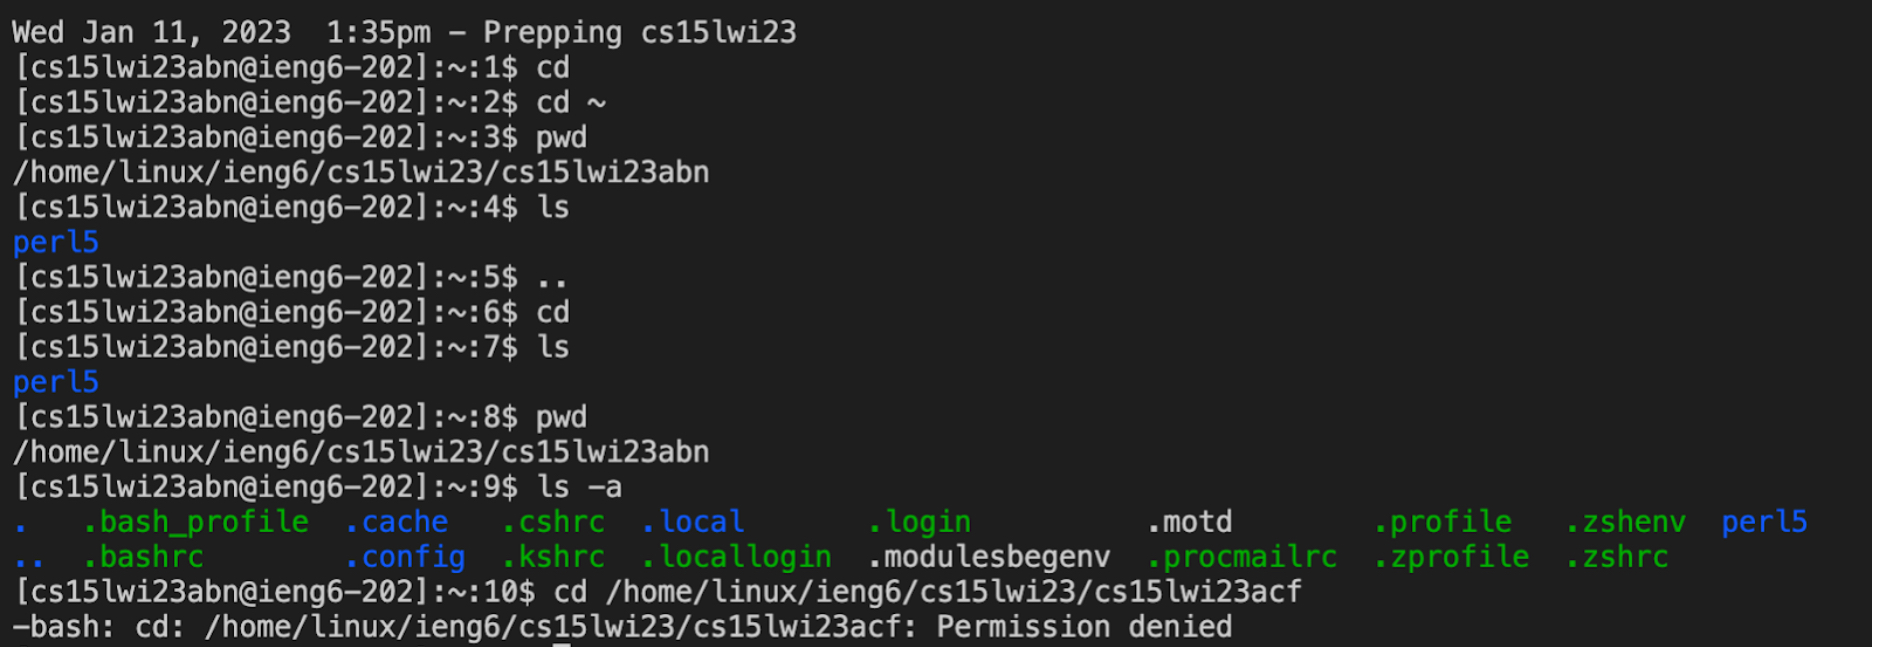 Wed Jan 11, 2023  1:35pm - Prepping cs15lwi23
[cs15lwi23abn@ieng6-202]:~:1$ cd
[cs15lwi23abn@ieng6-202]:~:2$ cd ~
[cs15lwi23abn@ieng6-202]:~:3$ pwd
/home/linux/ieng6/cs15lwi23/cs15lwi23abn
[cs15lwi23abn@ieng6-202]:~:4$ ls
perl5
[cs15lwi23abn@ieng6-202]:~:5$ ..
[cs15lwi23abn@ieng6-202]:~:6$ cd
[cs15lwi23abn@ieng6-202]:~:7$ ls
perl5
[cs15lwi23abn@ieng6-202]:~:8$ pwd
/home/linux/ieng6/cs15lwi23/cs15lwi23abn
[cs15lwi23abn@ieng6-202]:~:9$ ls -a
.   .bash_profile  .cache   .cshrc  .local       .login          .motd        .profile   .zshenv  perl5
..  .bashrc        .config  .kshrc  .locallogin  .modulesbegenv  .procmailrc  .zprofile  .zshrc
[cs15lwi23abn@ieng6-202]:~:10$ cd /home/linux/ieng6/cs15lwi23/cs15lwi23acf
-bash: cd: /home/linux/ieng6/cs15lwi23/cs15lwi23acf: Permission denied